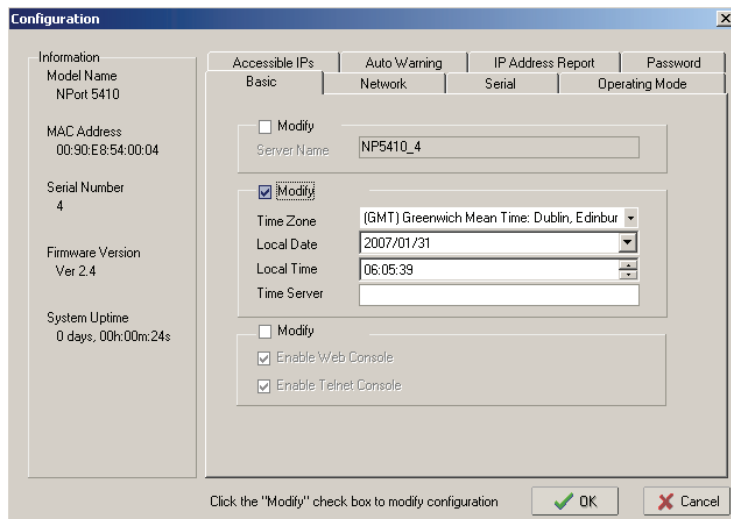 Configuration
Information
Model Name
NPort 5410
MAC Address
00:90:E8:54:00:04
Serial Number
4
Firmware Version
Ver 2.4
System Uptime
0 days, 00h:00m:24s
Accessible IPs Auto Warning IP Address Report Password
Basic Network Serial Operating Mode
Modify
Server Name NP5410_4
Modify
Time Zone (GMT) Greenwich Mean Time: Dublin, Edinbur
Local Date 2007/01/31
Local Time 06:05:39
Time Server
Modify
Enable Web Console
Enable Telnet Console
Click the "Modify" check box to modify configuration OK Cancel